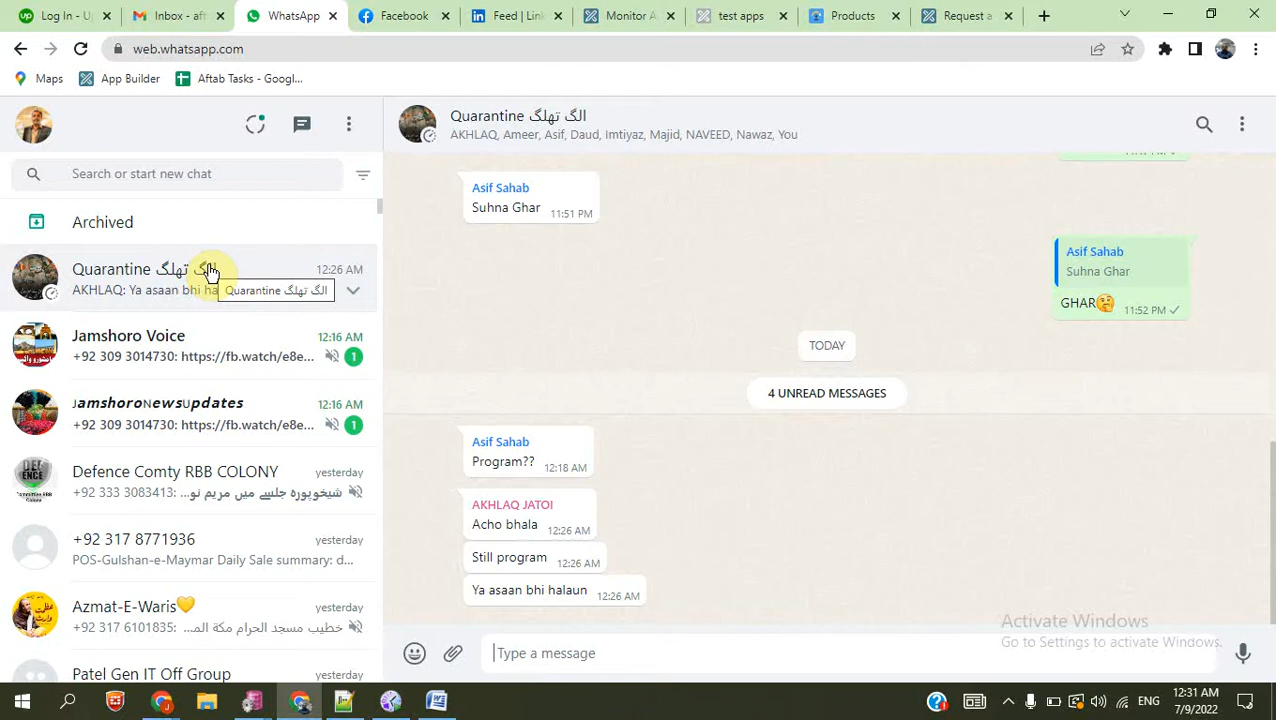 Log In - Up
Inbox - aft
WhatsApp
Facebook
Feed | Link
Monitor A
test apps
Products
Request a
web.whatsapp.com
Maps
App Builder
Aftab Tasks - Googl...
Quarantine الگ تھلگ
AKHLAQ, Ameer, Asif, Daud, Imtiyaz, Majid, NAVEED, Nawaz, You
Search or start new chat
Archived
Quarantine الگ تھلگ
12:26 AM
AKHLAQ: Ya asaan bhi ha
Quarantine الگ تھلگ
Jamshoro Voice
12:16 AM
+92 309 3014730: https://fb.watch/e8e...
1
JamshoroNewsUpdates
12:16 AM
+92 309 3014730: https://fb.watch/e8e...
1
Defence Comty RBB COLONY
yesterday
+92 333 3083413: شیخوپورہ جلسے میں مریم نو...
+92 317 8771936
yesterday
POS-Gulshan-e-Maymar Daily Sale summary: d...
Azmat-E-Waris💛
yesterday
+92 317 6101835: خطيب مسجد الحرام مكة الم...
Patel Gen IT Off Group
yesterday
Asif Sahab
Suhna Ghar
11:51 PM
Asif Sahab
Suhna Ghar
GHAR🤔
11:52 PM
TODAY
4 UNREAD MESSAGES
Asif Sahab
Program??
12:18 AM
AKHLAQ JATOI
Acho bhala
12:26 AM
Still program
12:26 AM
Ya asaan bhi halaun
12:26 AM
Type a message
Activate Windows
Go to Settings to activate Windows.
ENG
12:31 AM
7/9/2022